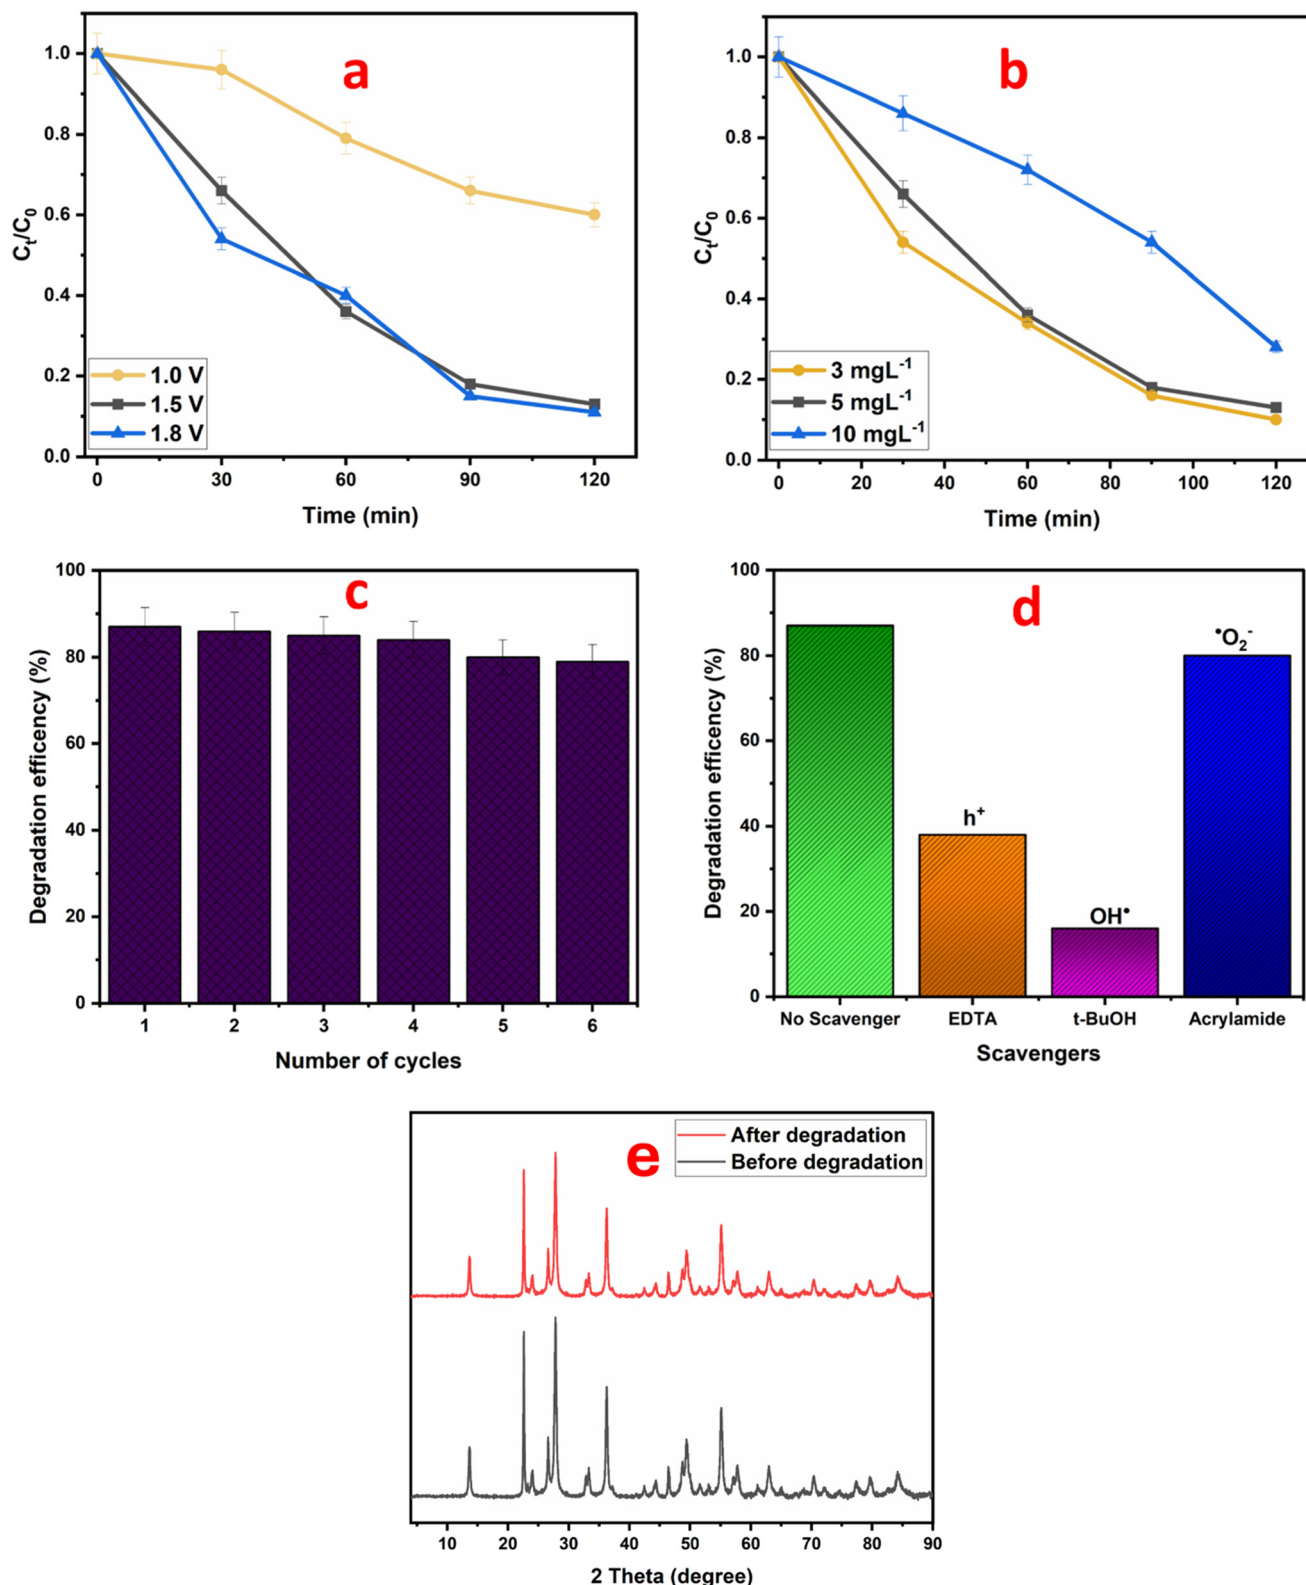 a
1.0
0.8
0.6
0.4
0.2
0.0
Cₜ/C₀
1.0 V
1.5 V
1.8 V
0 30 60 90 120
Time (min)
b
1.0
0.8
0.6
0.4
0.2
0.0
Cₜ/C₀
3 mgL⁻¹
5 mgL⁻¹
10 mgL⁻¹
0 20 40 60 80 100 120
Time (min)
c
100
80
60
40
20
0
Degradation efficency (%)
1 2 3 4 5 6
Number of cycles
d
100
80
60
40
20
0
Degradation efficency (%)
h⁺
OH•
•O₂⁻
No Scavenger EDTA t-BuOH Acrylamide
Scavengers
e
After degradation
Before degradation
10 20 30 40 50 60 70 80 90
2 Theta (degree)